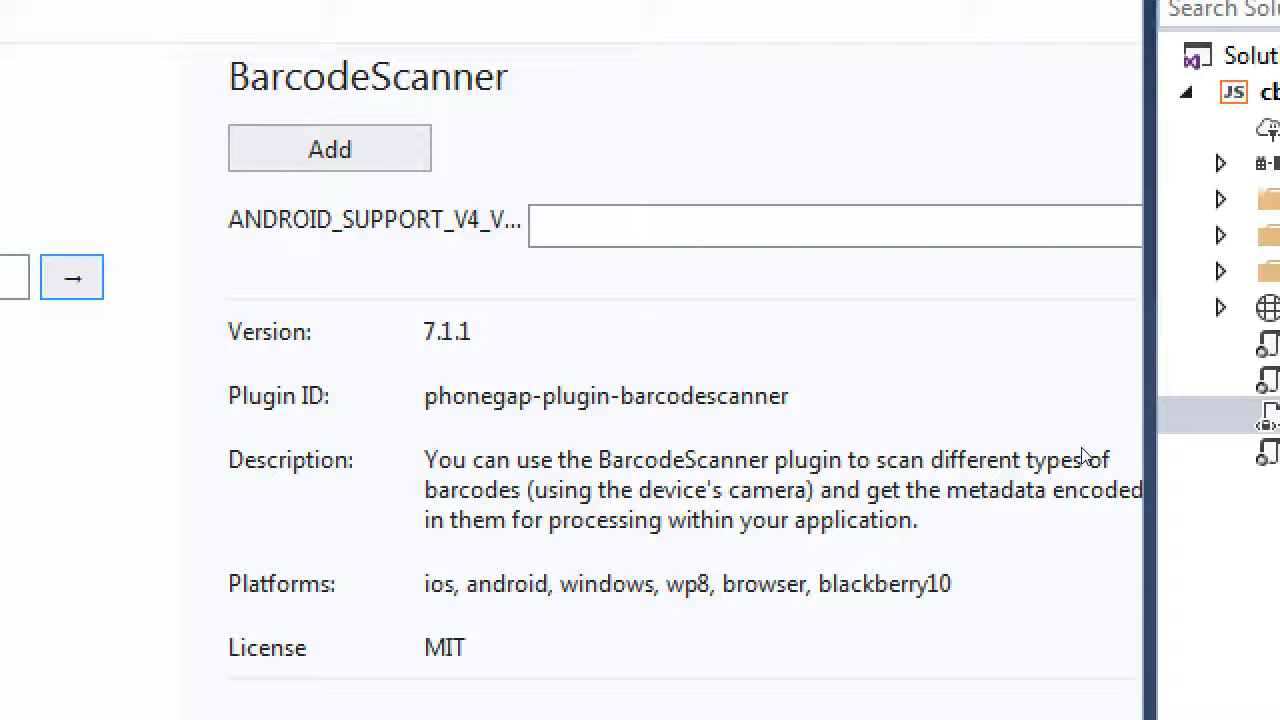 Search Solu
BarcodeScanner
Solut
JS cb
Add
ANDROID_SUPPORT_V4_V...
→
Version: 7.1.1
Plugin ID: phonegap-plugin-barcodescanner
Description: You can use the BarcodeScanner plugin to scan different types of
barcodes (using the device's camera) and get the metadata encoded
in them for processing within your application.
Platforms: ios, android, windows, wp8, browser, blackberry10
License MIT